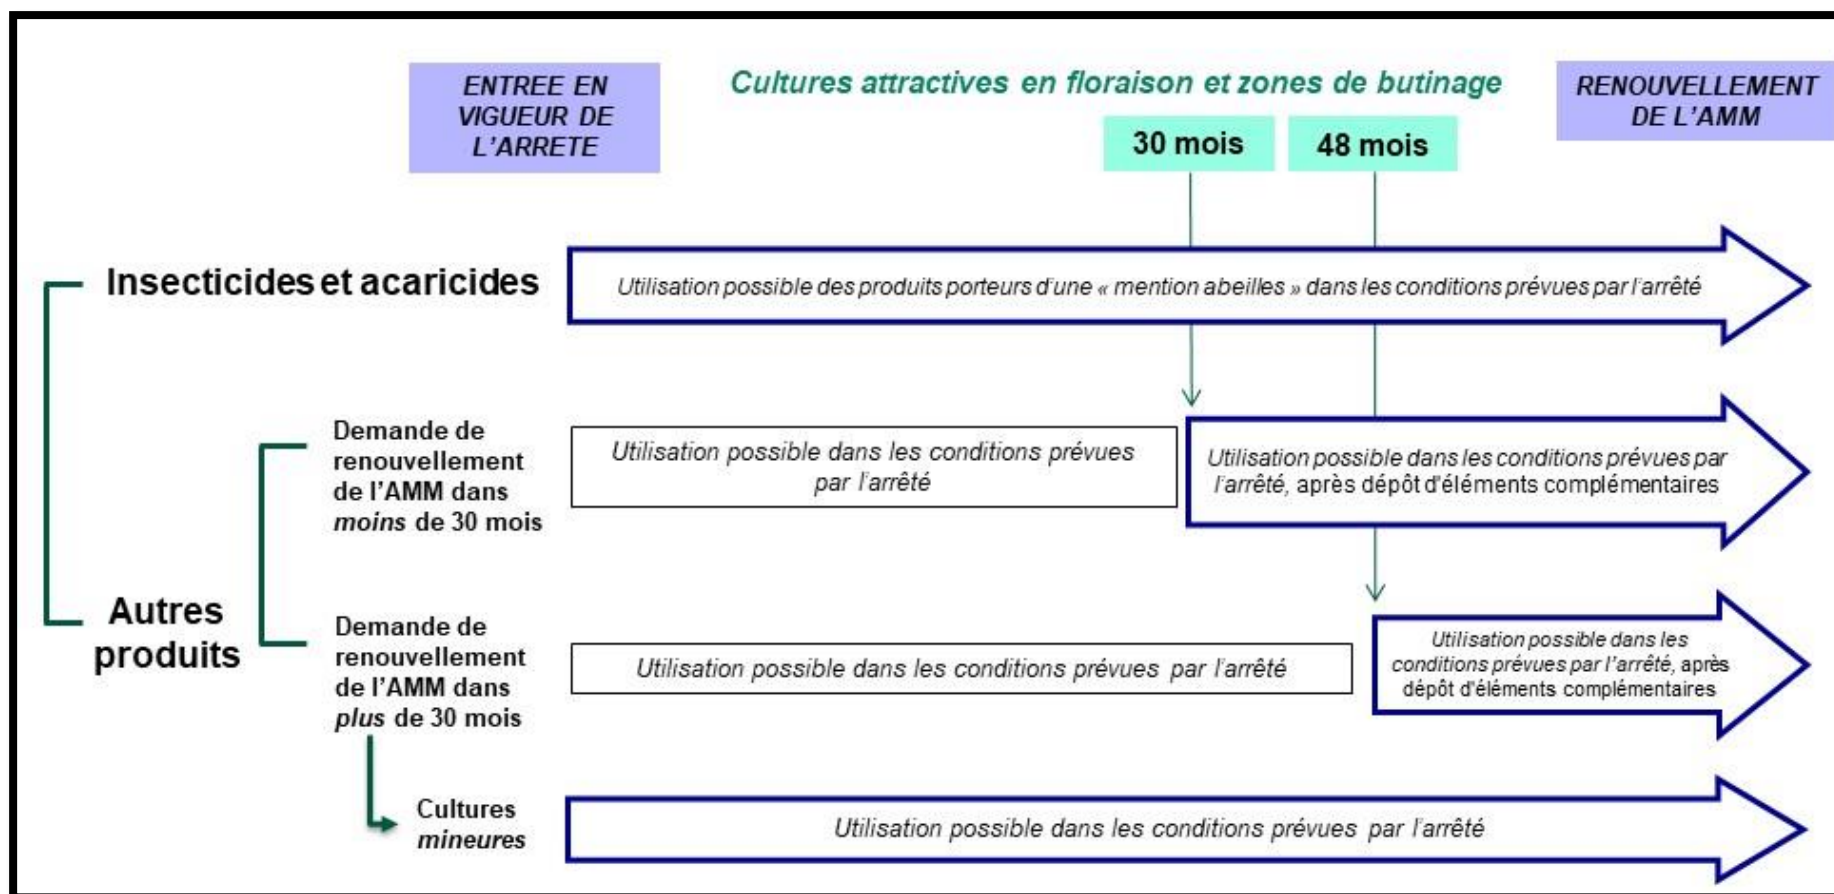 ENTREE EN
VIGUEUR DE
L'ARRETE
Cultures attractives en floraison et zones de butinage
30 mois
48 mois
RENOUVELLEMENT
DE L'AMM
Insecticides et acaricides
Utilisation possible des produits porteurs d'une « mention abeilles » dans les conditions prévues par l'arrêté
Demande de
renouvellement
de l'AMM dans
moins de 30 mois
Utilisation possible dans les conditions prévues
par l'arrêté
Utilisation possible dans les conditions prévues par
l'arrêté, après dépôt d'éléments complémentaires
Autres
produits
Demande de
renouvellement
de l'AMM dans
plus de 30 mois
Utilisation possible dans les conditions prévues par l'arrêté
Utilisation possible dans les
conditions prévues par l'arrêté, après
dépôt d'éléments complémentaires
Cultures
mineures
Utilisation possible dans les conditions prévues par l'arrêté